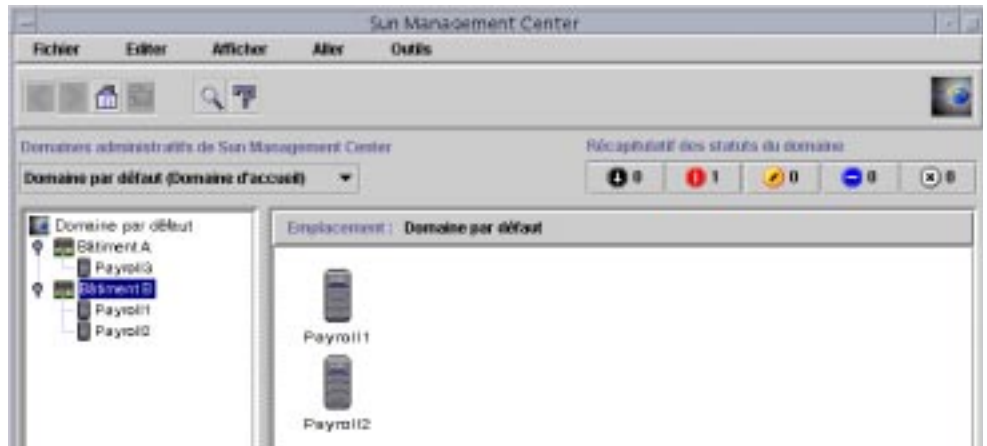 Sun Management Center
Fichier Editer Afficher Aller Outils
Domaines administratifs de Sun Management Center
Récapitulatif des statuts du domaine
Domaine par défaut (Domaine d'accueil)
0 1 0 0 0
Domaine par défaut
Bâtiment A
Payroll3
Bâtiment B
Payroll1
Payroll2
Emplacement : Domaine par défaut
Payroll1
Payroll2